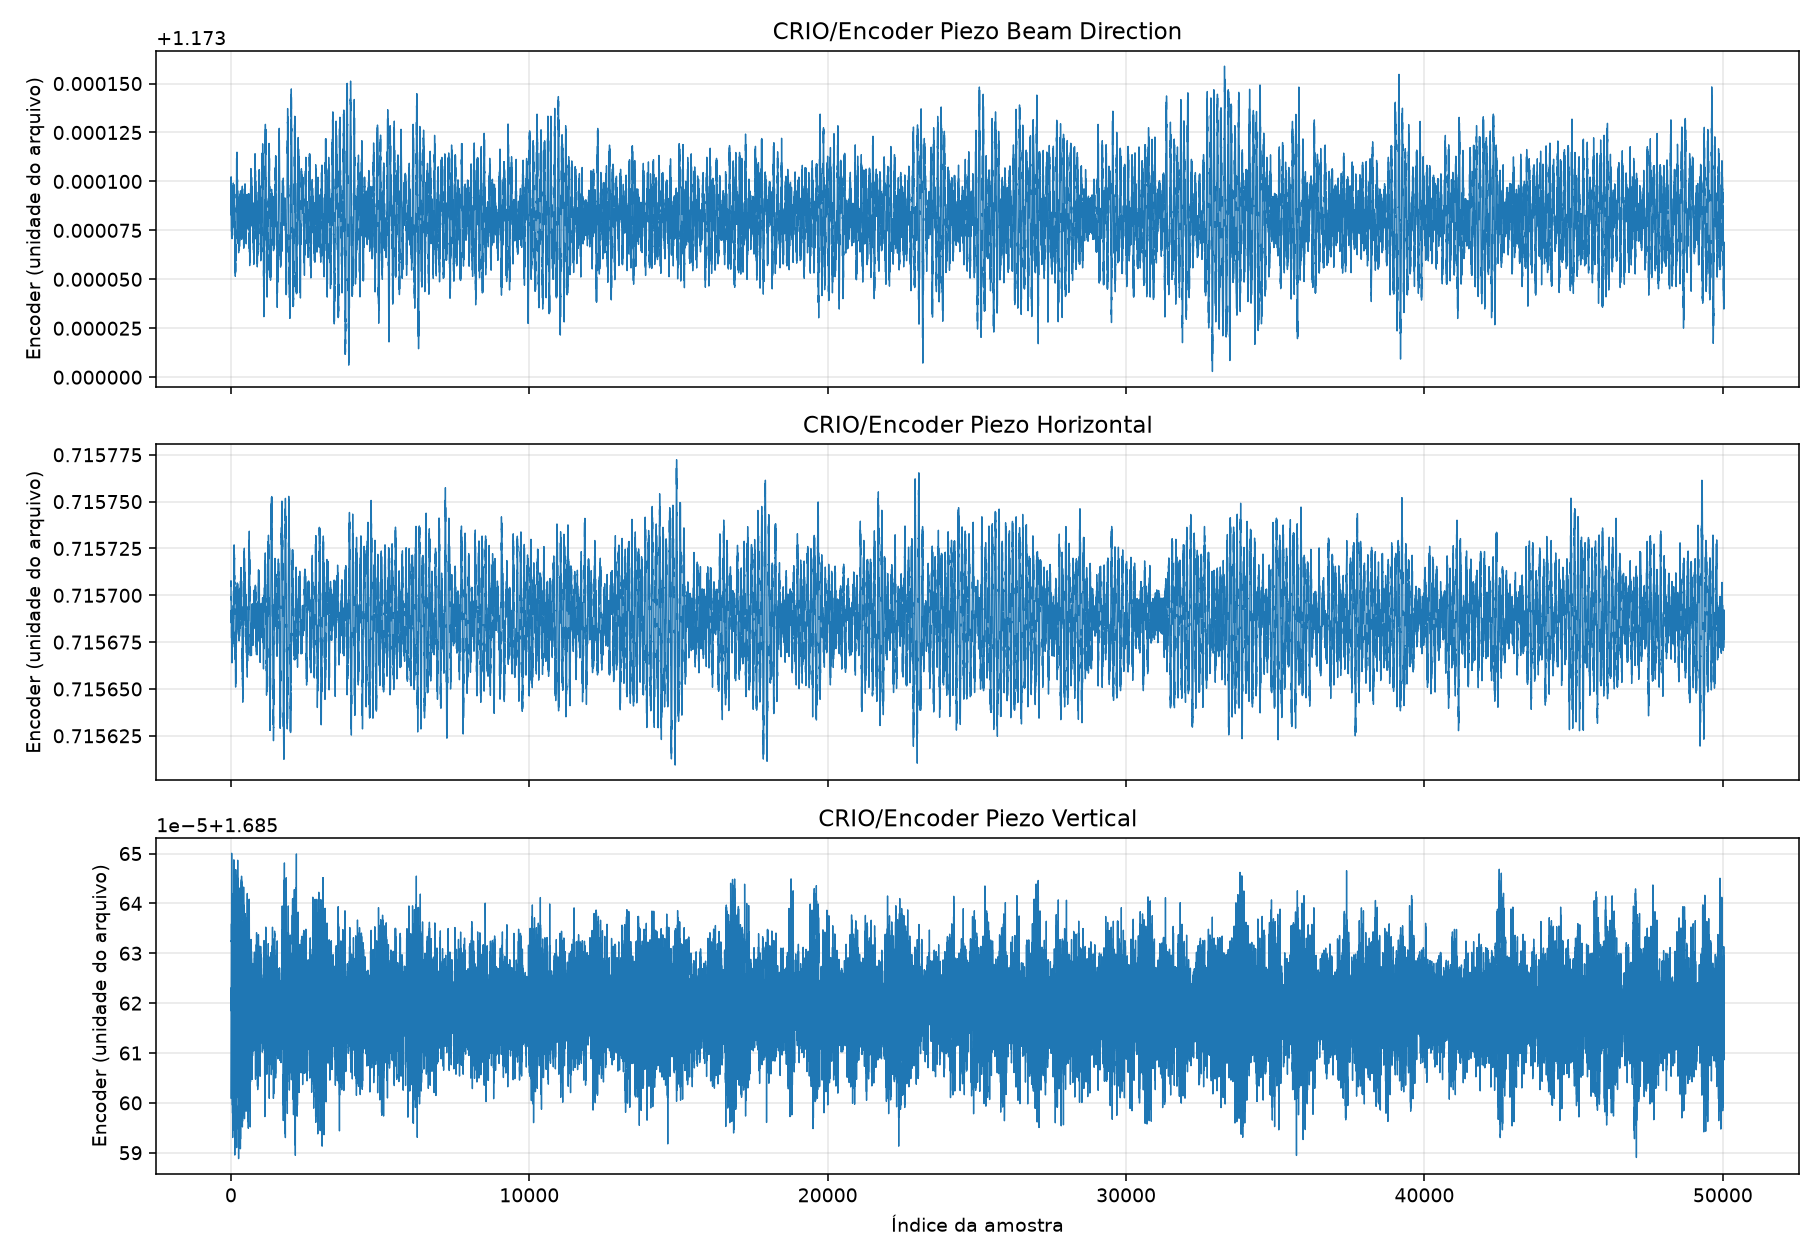 CRIO/Encoder Piezo Beam Direction
+1.173
Encoder (unidade do arquivo)
0.000150
0.000125
0.000100
0.000075
0.000050
0.000025
0.000000
CRIO/Encoder Piezo Horizontal
Encoder (unidade do arquivo)
0.715775
0.715750
0.715725
0.715700
0.715675
0.715650
0.715625
CRIO/Encoder Piezo Vertical
1e−5+1.685
Encoder (unidade do arquivo)
65
64
63
62
61
60
59
0 10000 20000 30000 40000 50000
Índice da amostra